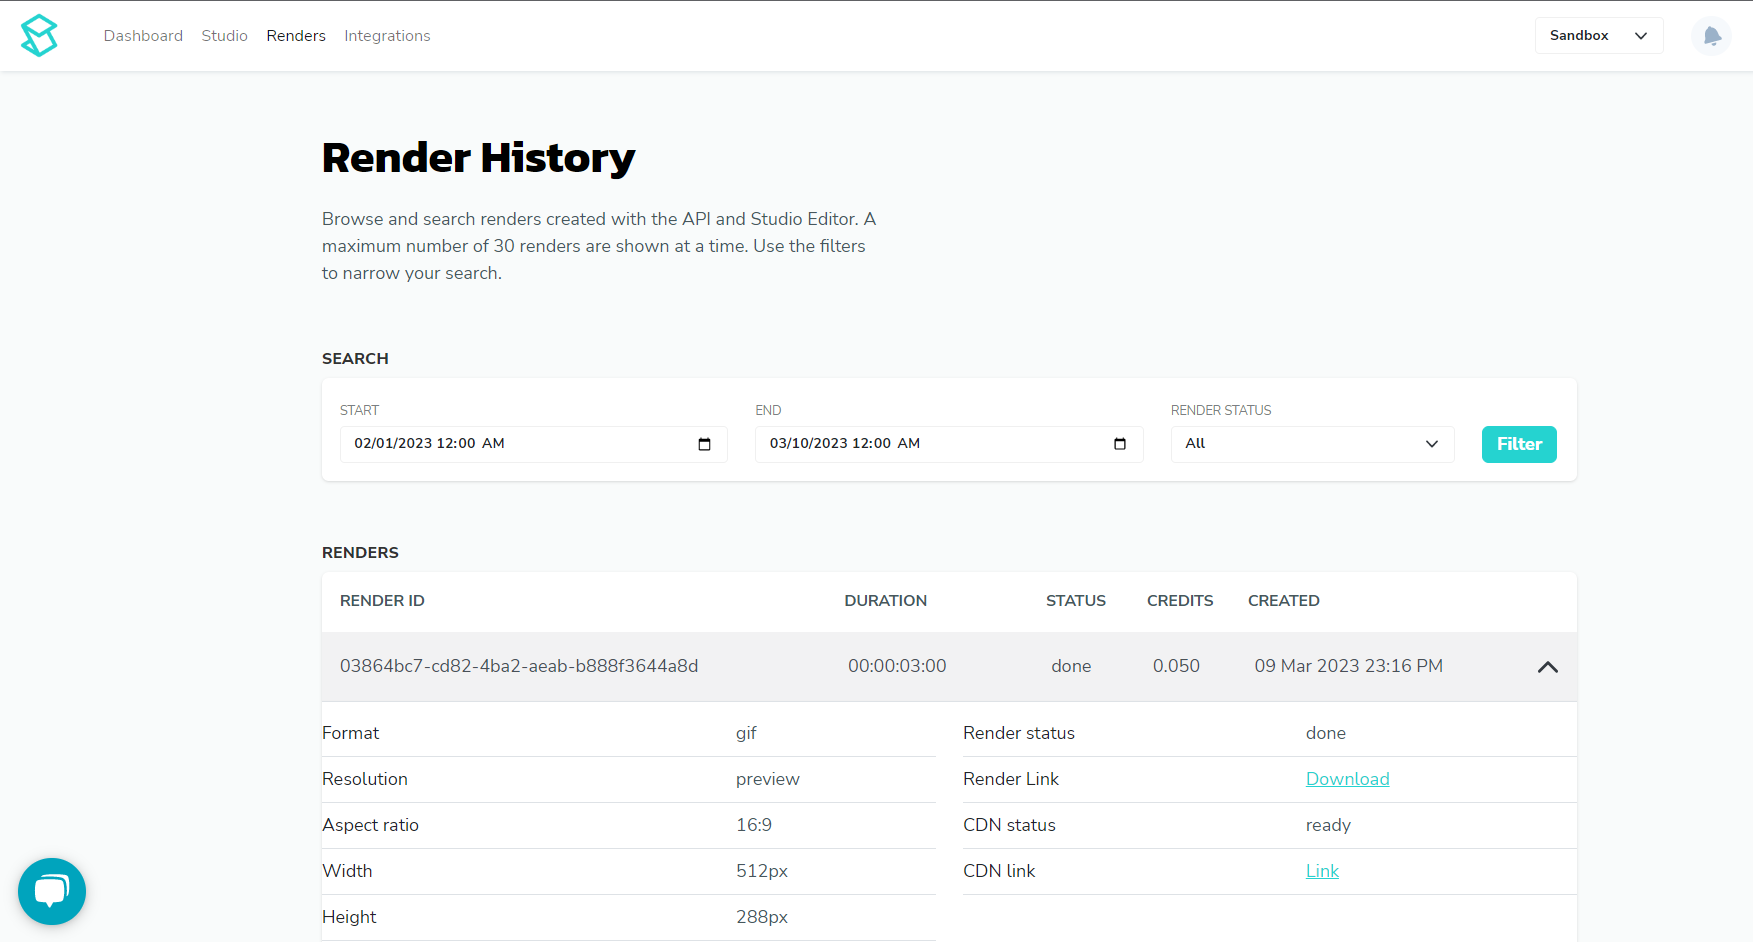 Dashboard Studio Renders Integrations Sandbox
Render History
Browse and search renders created with the API and Studio Editor. A
maximum number of 30 renders are shown at a time. Use the filters
to narrow your search.
SEARCH
START END RENDER STATUS
02/01/2023 12:00 AM 03/10/2023 12:00 AM All Filter
RENDERS
RENDER ID DURATION STATUS CREDITS CREATED
03864bc7-cd82-4ba2-aeab-b888f3644a8d 00:00:03:00 done 0.050 09 Mar 2023 23:16 PM
Format gif Render status done
Resolution preview Render Link Download
Aspect ratio 16:9 CDN status ready
Width 512px CDN link Link
Height 288px